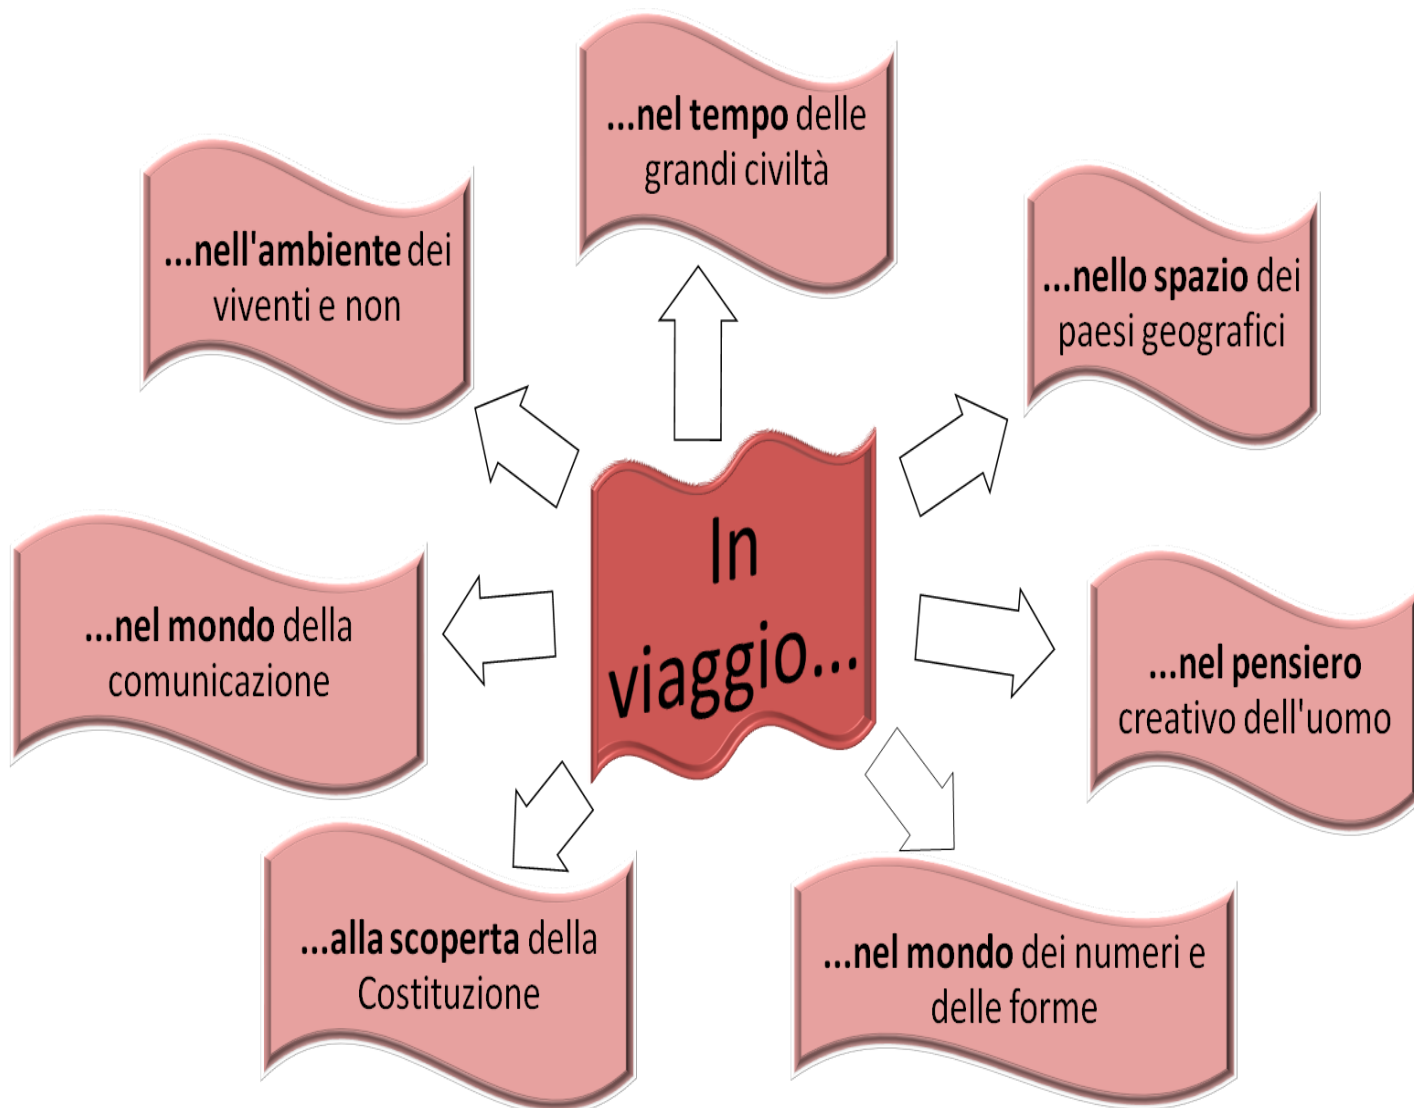 ...nel tempo delle
grandi civiltà
...nell'ambiente dei
viventi e non
...nello spazio dei
paesi geografici
In
viaggio...
...nel mondo della
comunicazione
...nel pensiero
creativo dell'uomo
...alla scoperta della
Costituzione
...nel mondo dei numeri e
delle forme